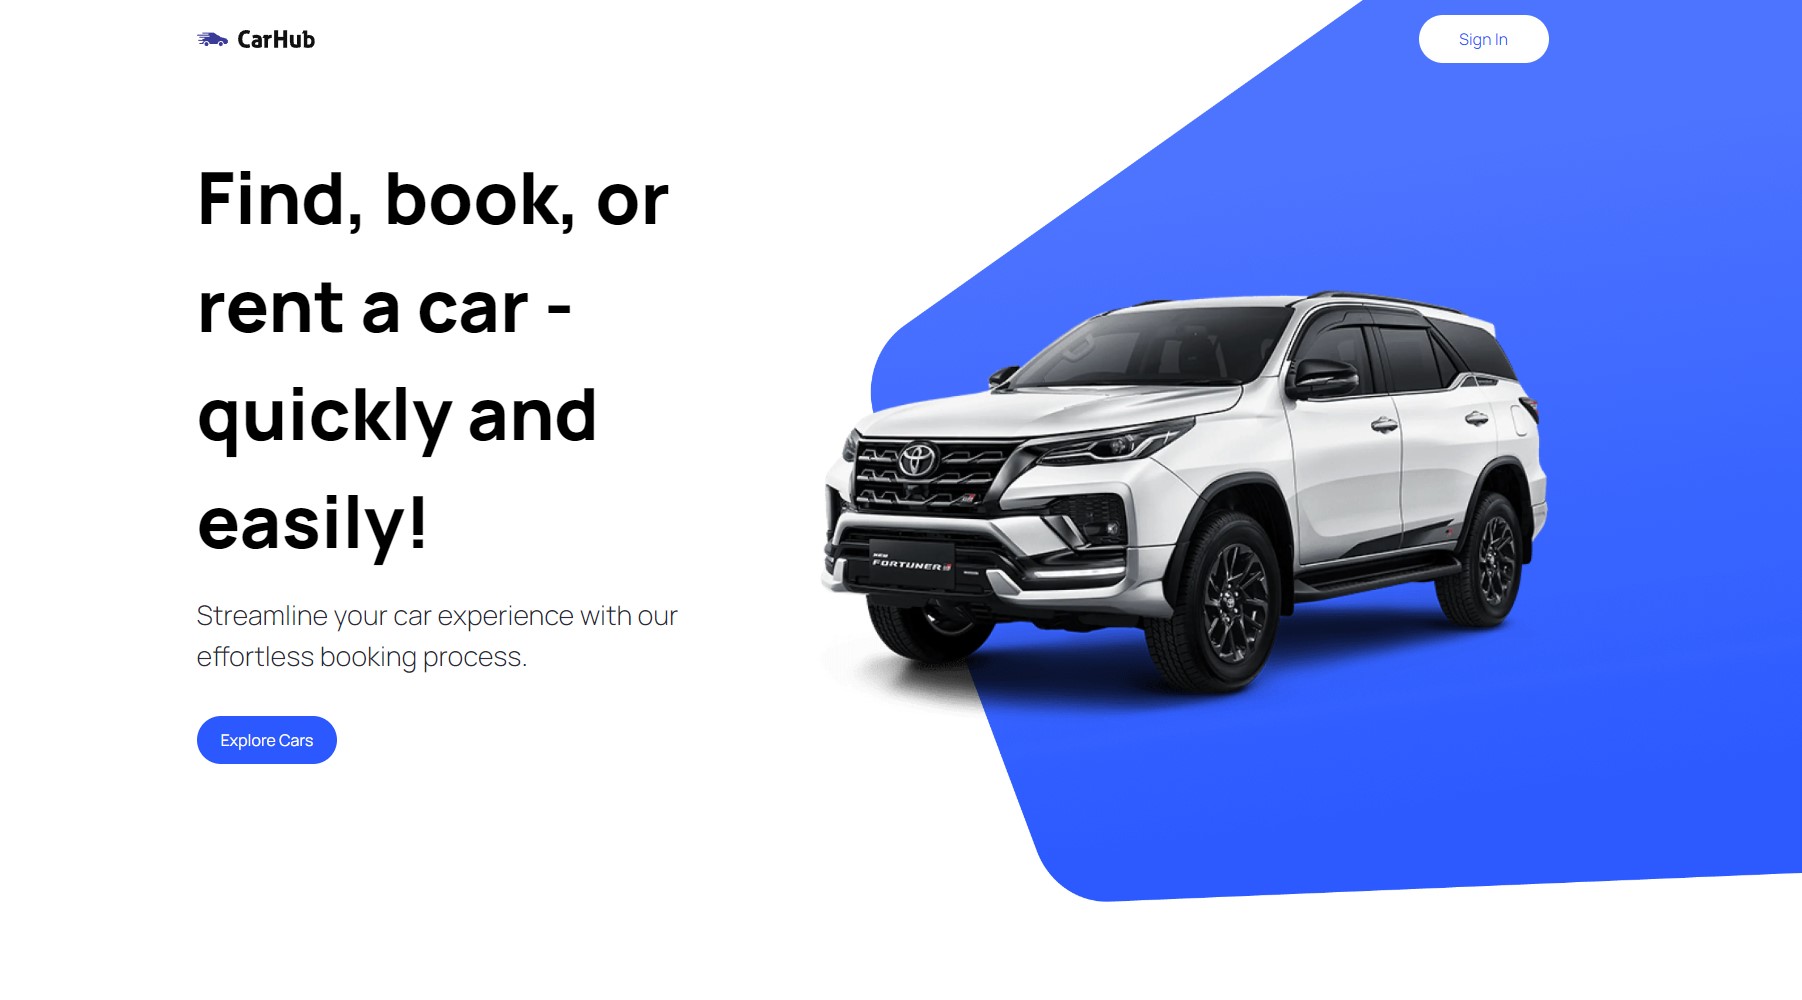 CarHub
Sign In
Find, book, or
rent a car -
quickly and
easily!
Streamline your car experience with our
effortless booking process.
Explore Cars
NEW
FORTUNER